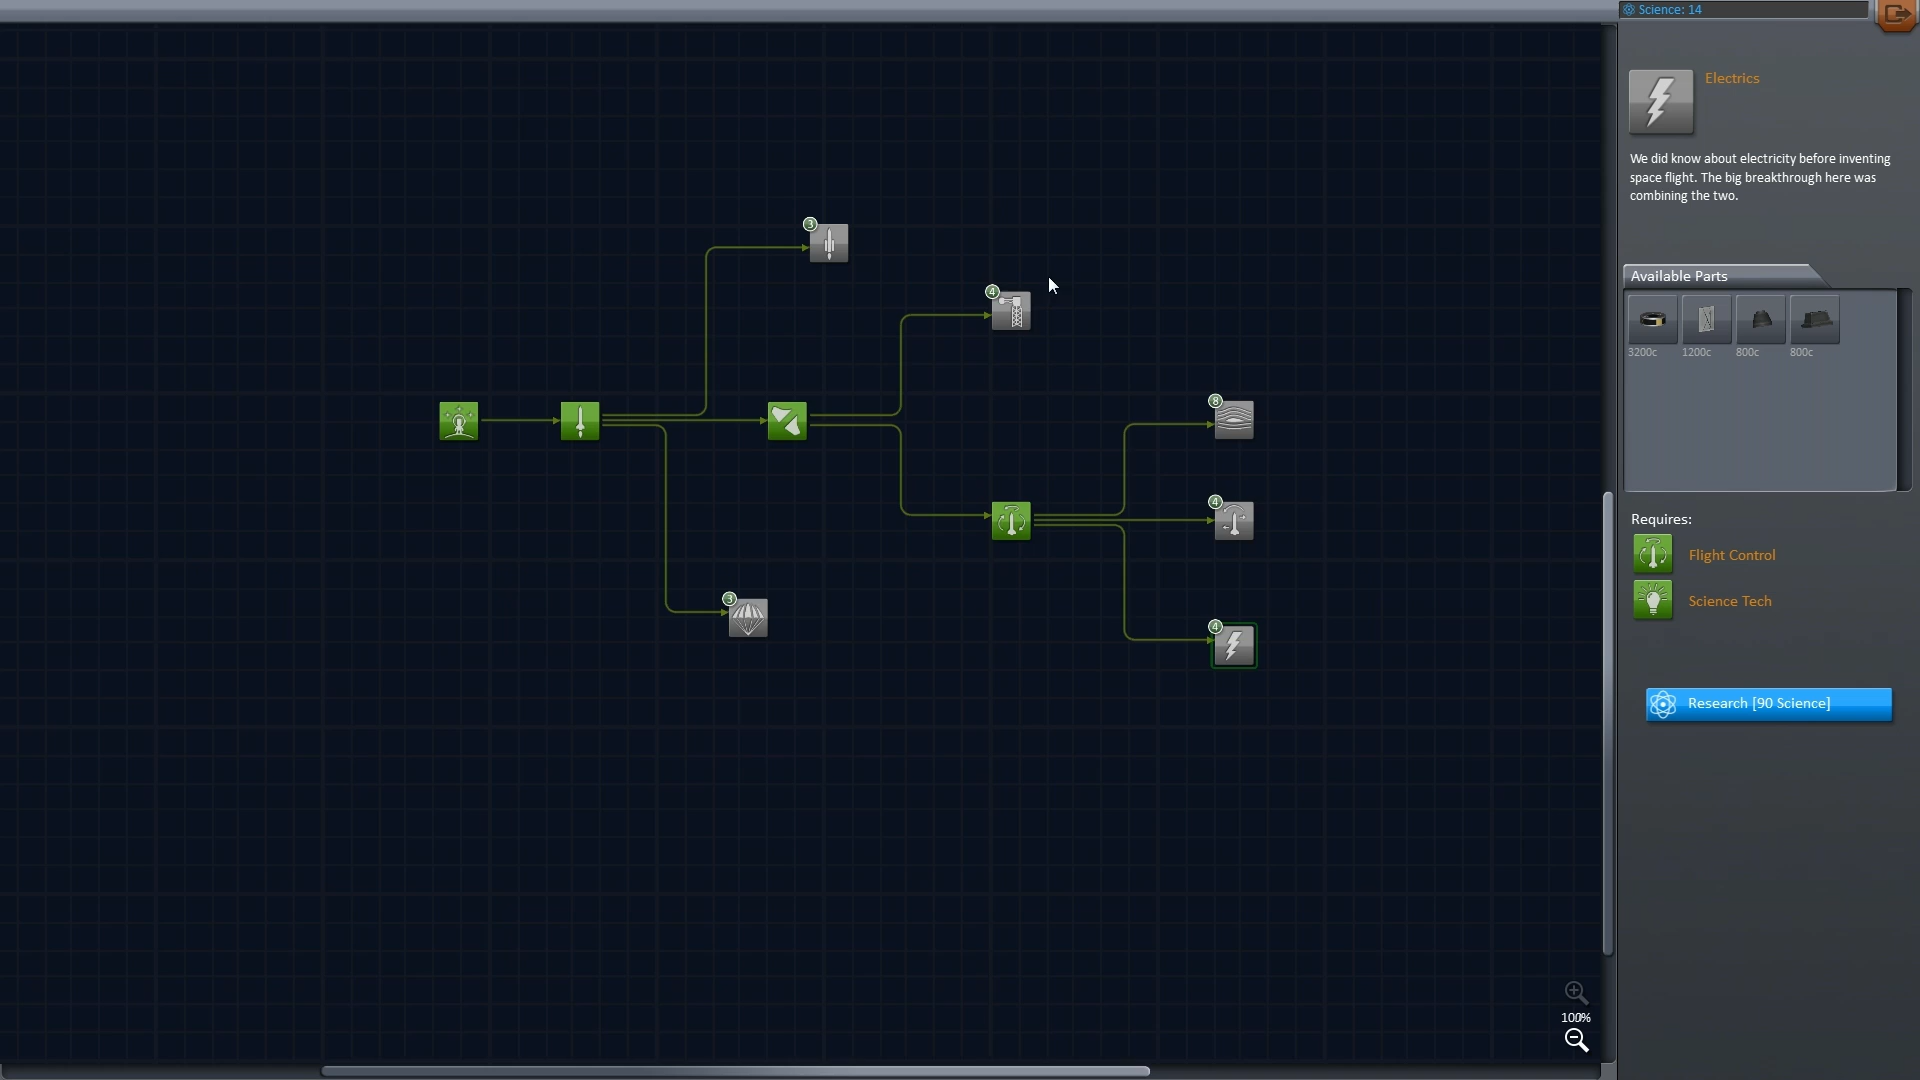 Science: 14
Electrics
We did know about electricity before inventing
space flight. The big breakthrough here was
combining the two.
3
Available Parts
4
3200c 1200c 800c 800c
8
4
Requires:
Flight Control
3
Science Tech
4
Research [90 Science]
100%